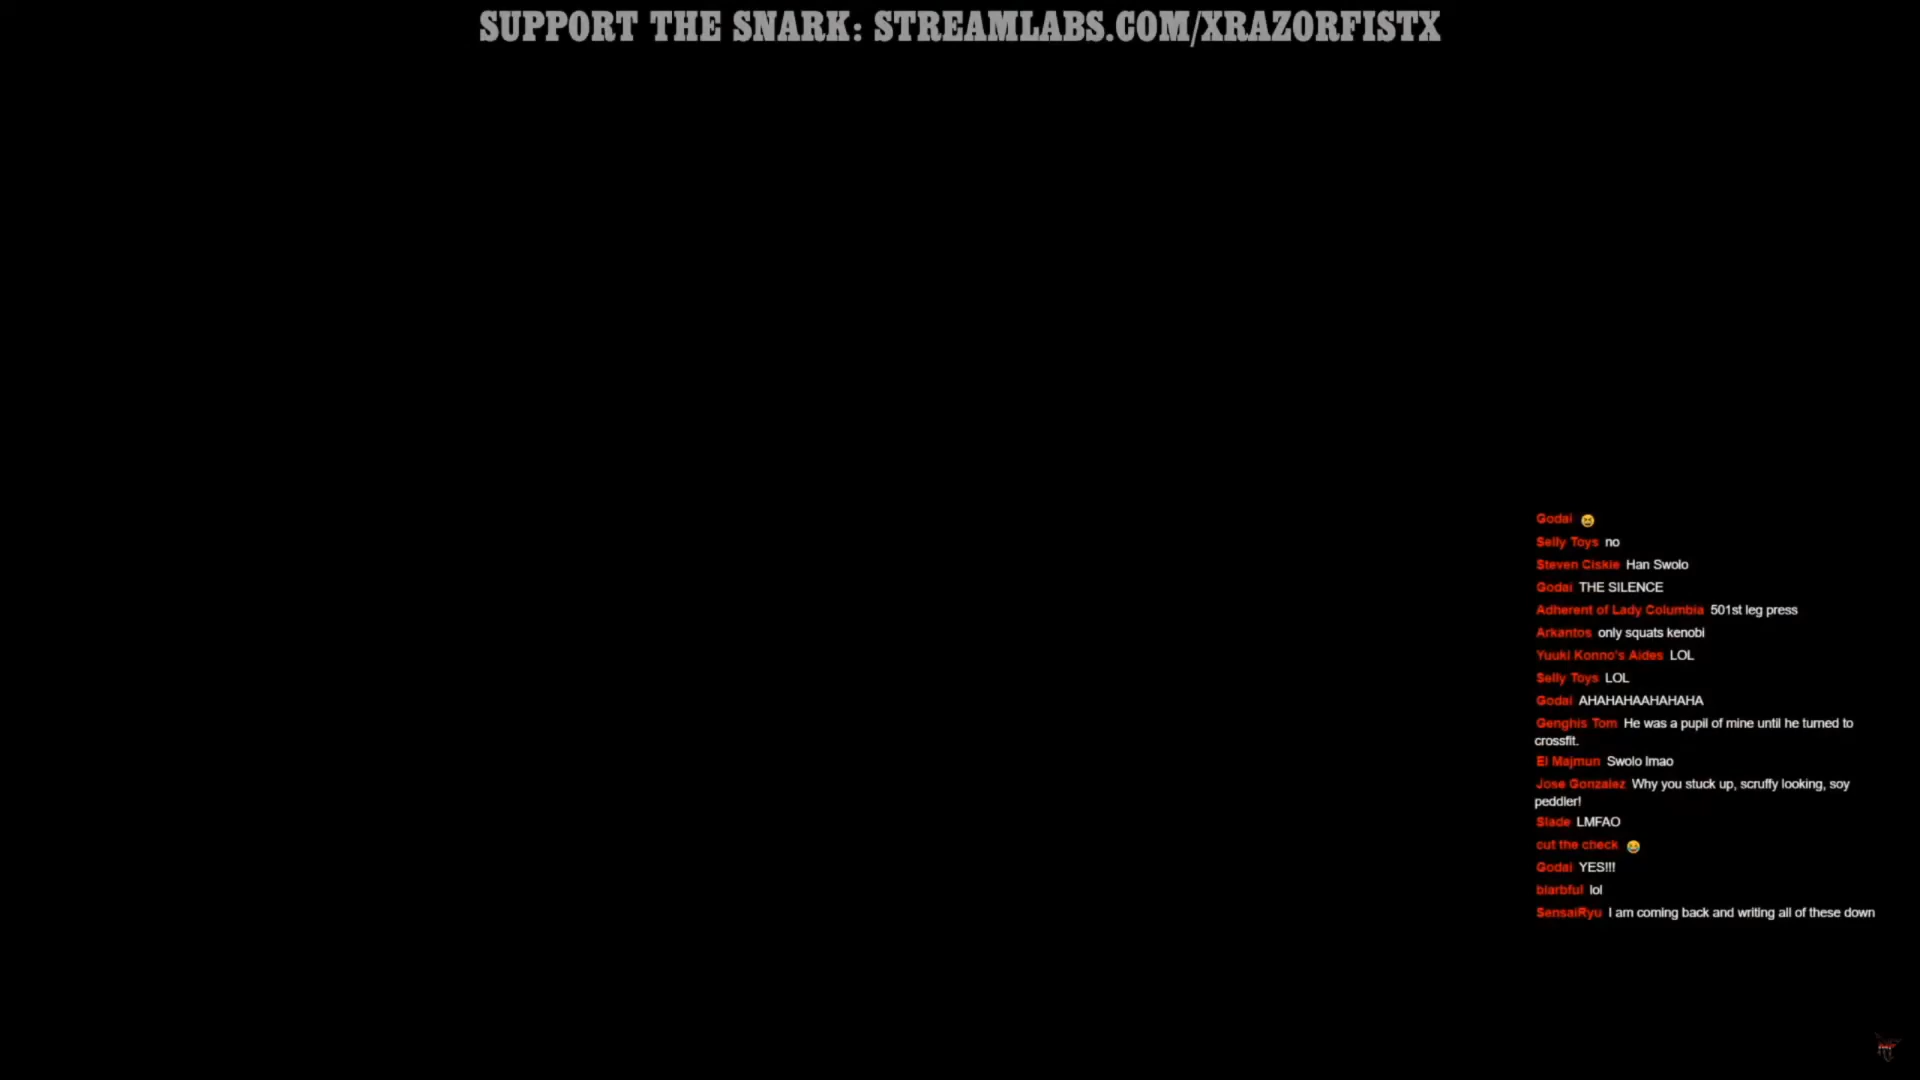 SUPPORT THE SNARK: STREAMLABS.COM/XRAZORFISTX
Godai
Selly Toys no
Steven Ciskie Han Swolo
Godai THE SILENCE
Adherent of Lady Columbia 501st leg press
Arkantos only squats kenobi
Yuuki Konno's Aides LOL
Selly Toys LOL
Godai AHAHAHAAHAHAHA
Genghis Tom He was a pupil of mine until he turned to
crossfit.
El Majmun Swolo lmao
Jose Gonzalez Why you stuck up, scruffy looking, soy
peddler!
Slade LMFAO
cut the check
Godai YES!!!
blarbful lol
SensaiRyu I am coming back and writing all of these down